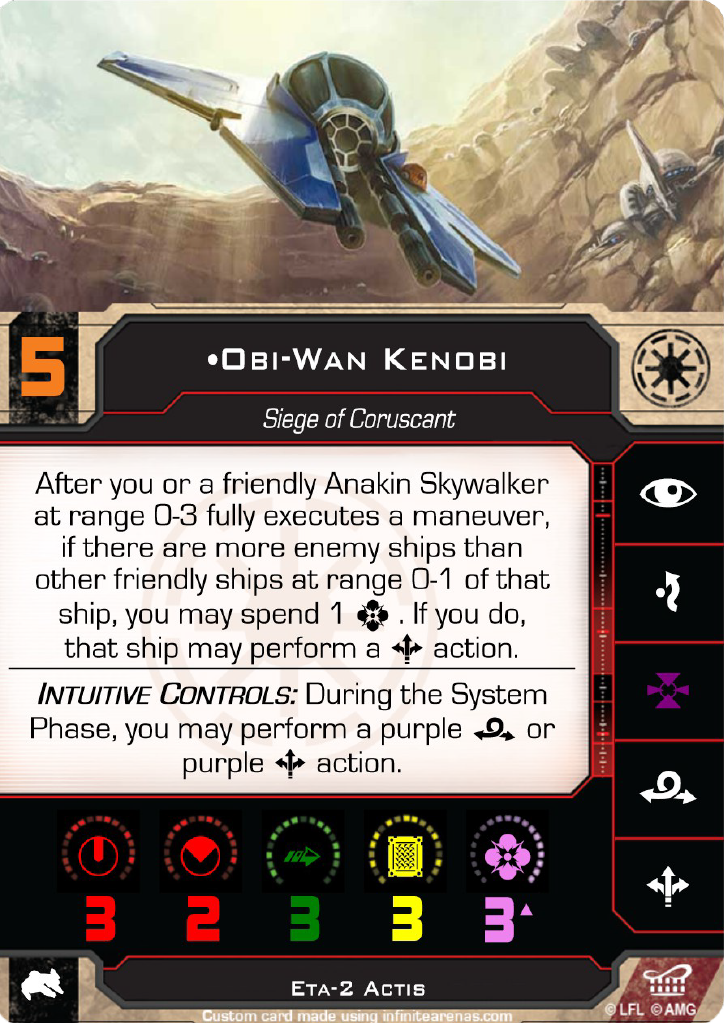 5
•Obi-Wan Kenobi
Siege of Coruscant
After you or a friendly Anakin Skywalker
at range 0-3 fully executes a maneuver,
if there are more enemy ships than
other friendly ships at range 0-1 of that
ship, you may spend 1 . If you do,
that ship may perform a action.
Intuitive Controls: During the System
Phase, you may perform a purple or
purple action.
3 2 3 3 3
Eta-2 Actis
© LFL © AMG
Custom card made using infinitearenas.com